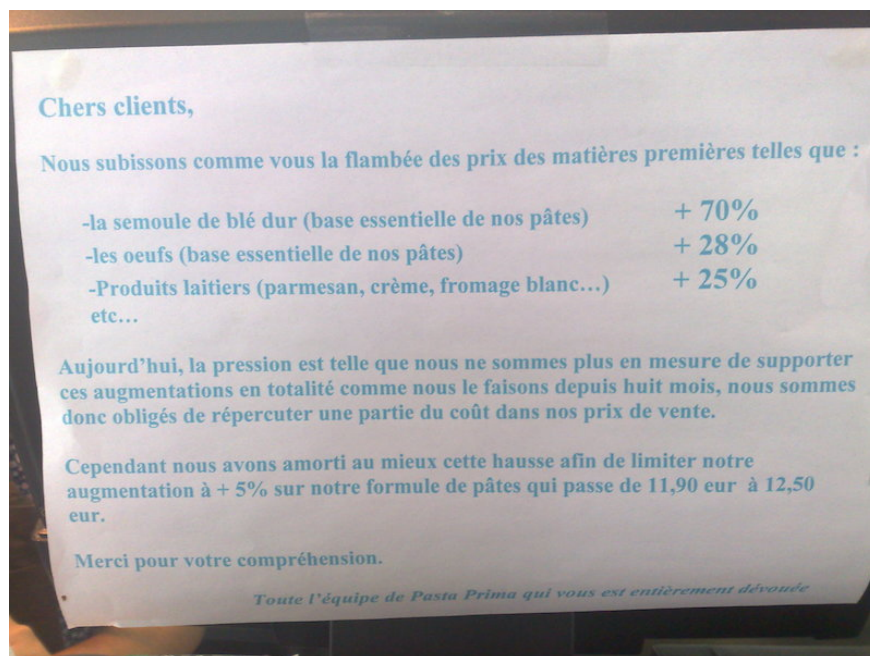 Chers clients,
Nous subissons comme vous la flambée des prix des matières premières telles que :
-la semoule de blé dur (base essentielle de nos pâtes) + 70%
-les oeufs (base essentielle de nos pâtes) + 28%
-Produits laitiers (parmesan, crème, fromage blanc…) + 25%
etc…
Aujourd’hui, la pression est telle que nous ne sommes plus en mesure de supporter
ces augmentations en totalité comme nous le faisons depuis huit mois, nous sommes
donc obligés de répercuter une partie du coût dans nos prix de vente.
Cependant nous avons amorti au mieux cette hausse afin de limiter notre
augmentation à + 5% sur notre formule de pâtes qui passe de 11,90 eur à 12,50
eur.
Merci pour votre compréhension.
Toute l’équipe de Pasta Prima qui vous est entièrement dévouée